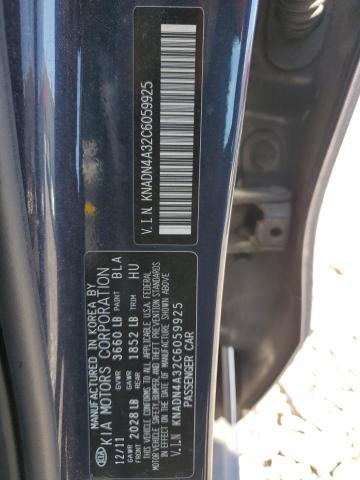 V.I.N KNADN4A32C6059925
MANUFACTURED IN KOREA BY
KIA KIA MOTORS CORPORATION
GVWR 3660 LB PAINT BLA
12/11
GAWR FRONT 2028 LB GAWR REAR 1852 LB TRIM HU
THIS VEHICLE CONFORMS TO ALL APPLICABLE U.S.A. FEDERAL
MOTOR VEHICLE SAFETY, BUMPER, AND THEFT PREVENTION STANDARDS
IN EFFECT ON THE DATE OF MANUFACTURE SHOWN ABOVE
V.I.N KNADN4A32C6059925
PASSENGER CAR